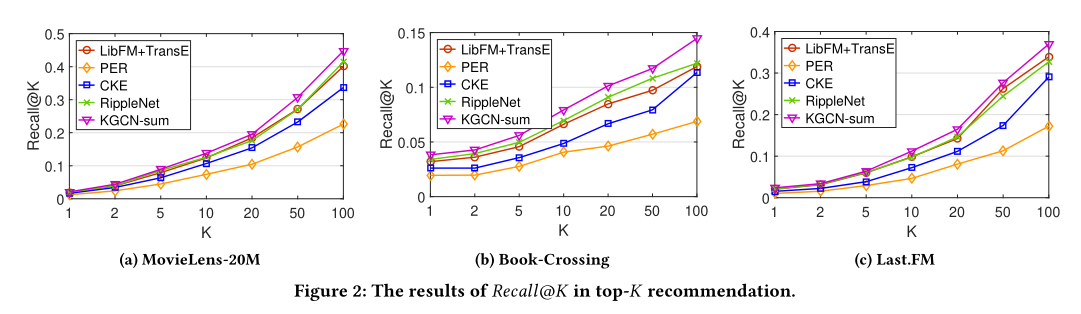 0.5
0.4
0.3
0.2
0.1
0
Recall@K
LibFM+TransE
PER
CKE
RippleNet
KGCN-sum
1 2 5 10 20 50 100
K
(a) MovieLens-20M
0.15
0.1
0.05
0
Recall@K
LibFM+TransE
PER
CKE
RippleNet
KGCN-sum
1 2 5 10 20 50 100
K
(b) Book-Crossing
0.4
0.3
0.2
0.1
0
Recall@K
LibFM+TransE
PER
CKE
RippleNet
KGCN-sum
1 2 5 10 20 50 100
K
(c) Last.FM
Figure 2: The results of Recall@K in top-K recommendation.